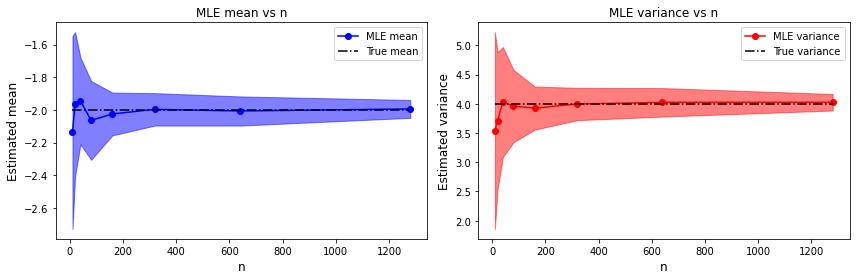 MLE mean vs n
MLE mean
True mean
Estimated mean
−1.6
−1.8
−2.0
−2.2
−2.4
−2.6
0 200 400 600 800 1000 1200
n
MLE variance vs n
MLE variance
True variance
Estimated variance
5.0
4.5
4.0
3.5
3.0
2.5
2.0
0 200 400 600 800 1000 1200
n